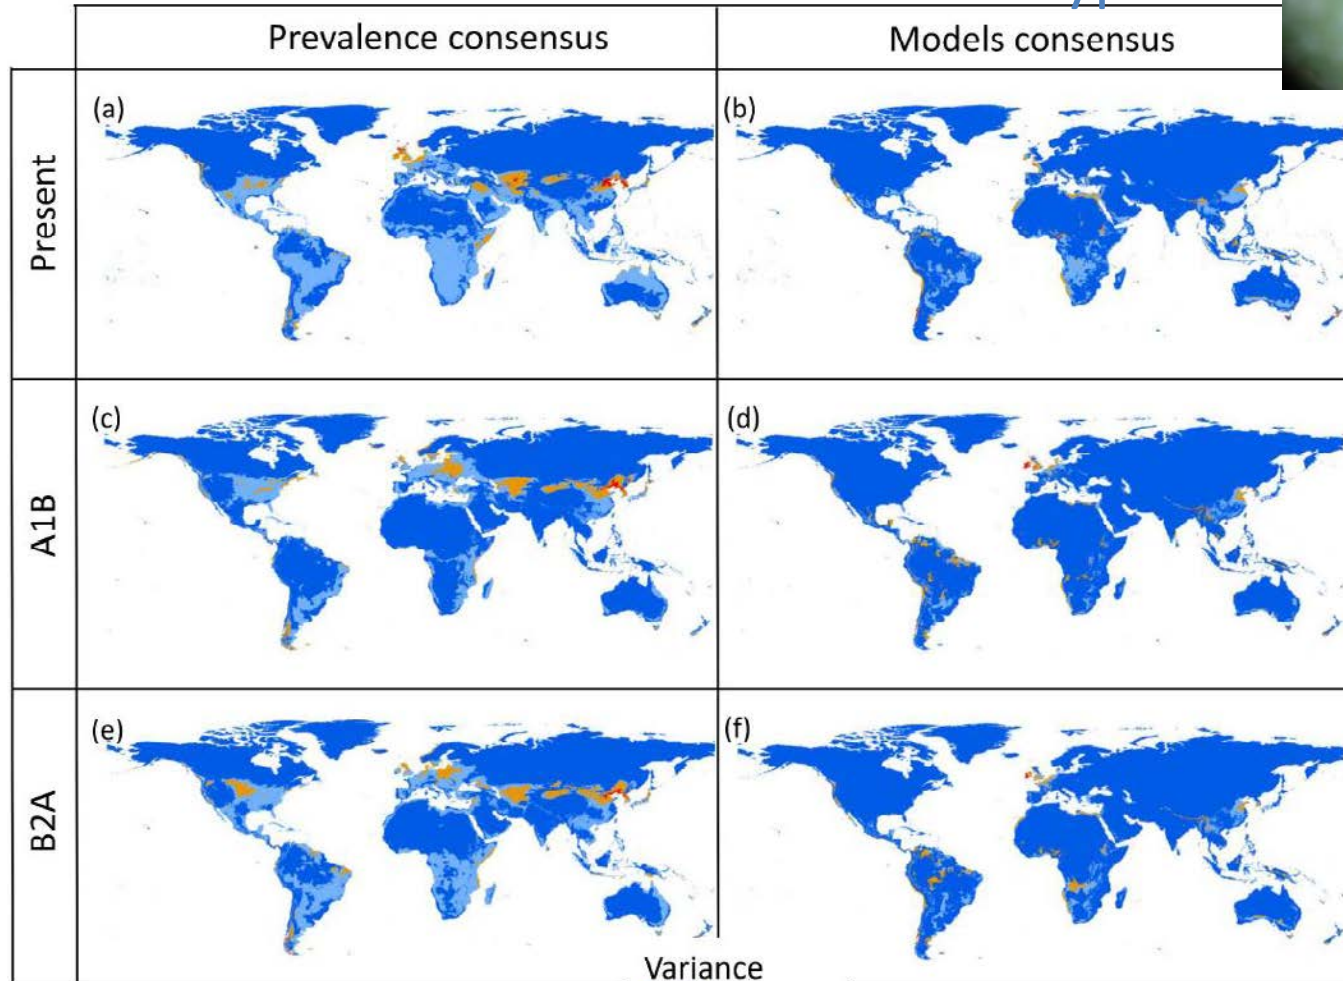 Prevalence consensus
Models consensus
Present
(a)
(b)
A1B
(c)
(d)
B2A
(e)
(f)
Variance